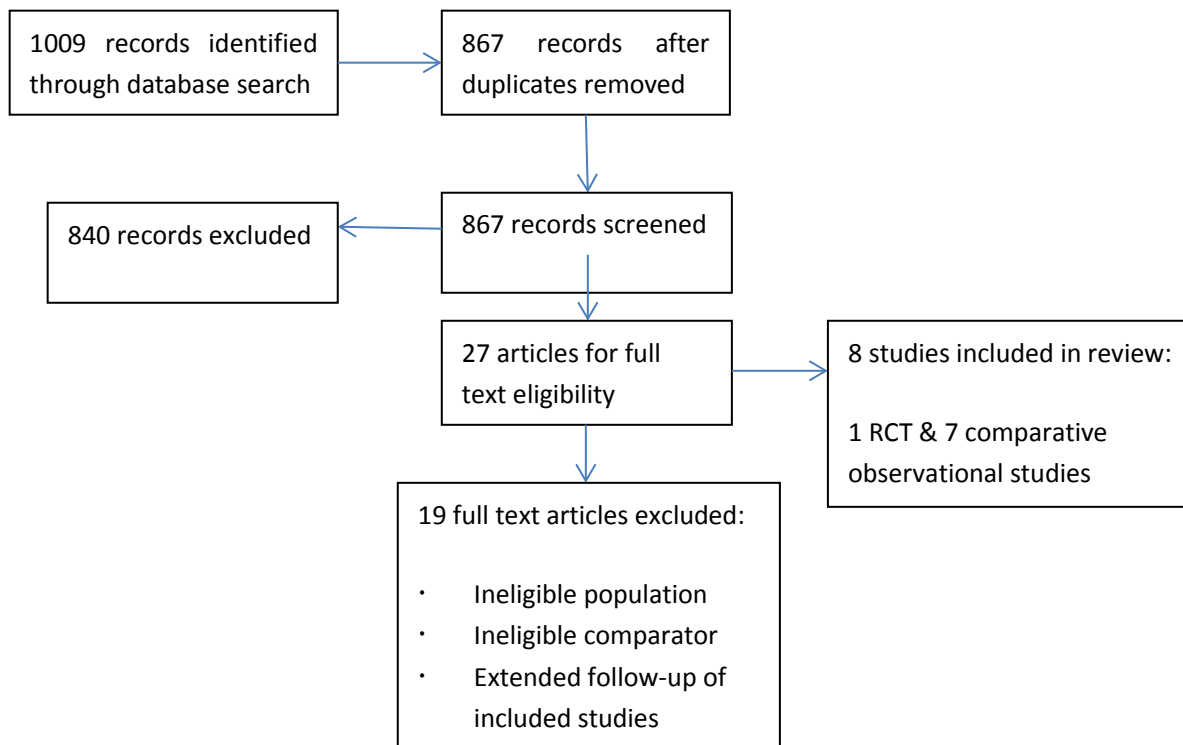 1009 records identified
through database search
867 records after
duplicates removed
840 records excluded
867 records screened
27 articles for full
text eligibility
8 studies included in review:
1 RCT & 7 comparative
observational studies
19 full text articles excluded:
· Ineligible population
· Ineligible comparator
· Extended follow-up of
included studies